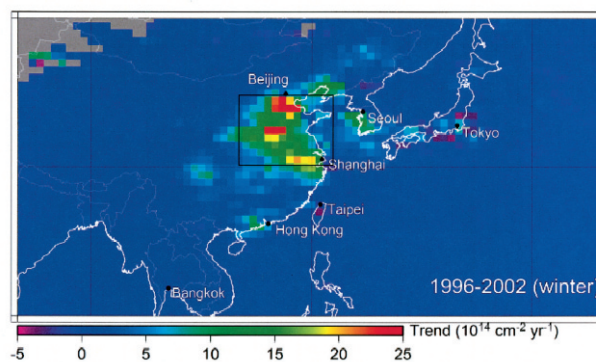 Beijing
Seoul
Tokyo
Shanghai
Taipei
Hong Kong
Bangkok
1996-2002 (winter)
Trend (10¹⁴ cm⁻² yr⁻¹)
-5 0 5 10 15 20 25